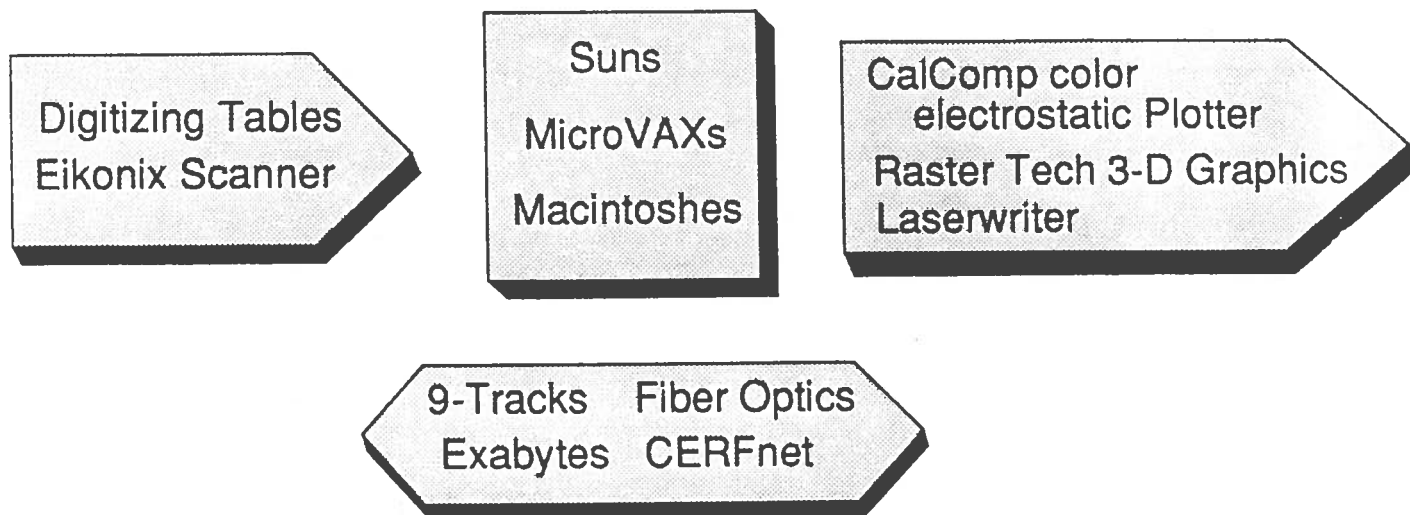 Digitizing Tables
Eikonix Scanner
Suns
MicroVAXs
Macintoshes
CalComp color
electrostatic Plotter
Raster Tech 3-D Graphics
Laserwriter
9-Tracks Fiber Optics
Exabytes CERFnet